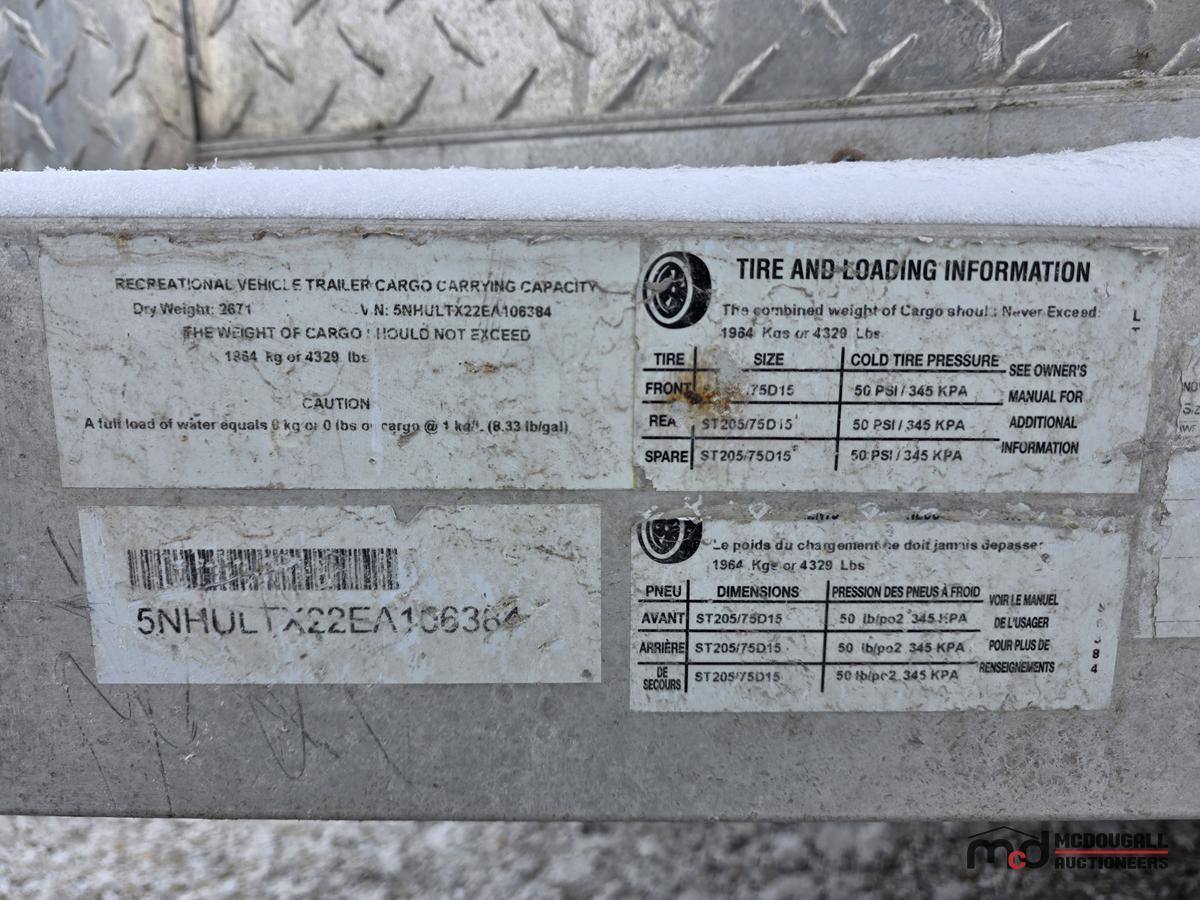 RECREATIONAL VEHICLE TRAILER CARGO CARRYING CAPACITY
Dry Weight: 2671 VIN: 5NHULTX22EA106384
THE WEIGHT OF CARGO SHOULD NOT EXCEED
1964 kg or 4329 lbs
CAUTION
A full load of water equals 0 kg or 0 lbs of cargo @ 1 kg/L (8.33 lb/gal)
TIRE AND LOADING INFORMATION
The combined weight of Cargo should Never Exceed:
1964 Kgs or 4329 Lbs
TIRE SIZE COLD TIRE PRESSURE
FRONT /75D15 50 PSI / 345 KPA
REA ST205/75D15 50 PSI / 345 KPA
SPARE ST205/75D15 50 PSI / 345 KPA
SEE OWNER'S
MANUAL FOR
ADDITIONAL
INFORMATION
5NHULTX22EA106384
Le poids du chargement ne doit jamais depasser
1964 Kgs or 4329 Lbs
PNEU DIMENSIONS PRESSION DES PNEUS À FROID
AVANT ST205/75D15 50 lb/po2 345 KPA
ARRIÈRE ST205/75D15 50 lb/po2 345 KPA
DE SECOURS ST205/75D15 50 lb/po2 345 KPA
VOIR LE MANUEL
DE L'USAGER
POUR PLUS DE
RENSEIGNEMENTS
8
4
mcd MCDOUGALL
AUCTIONEERS